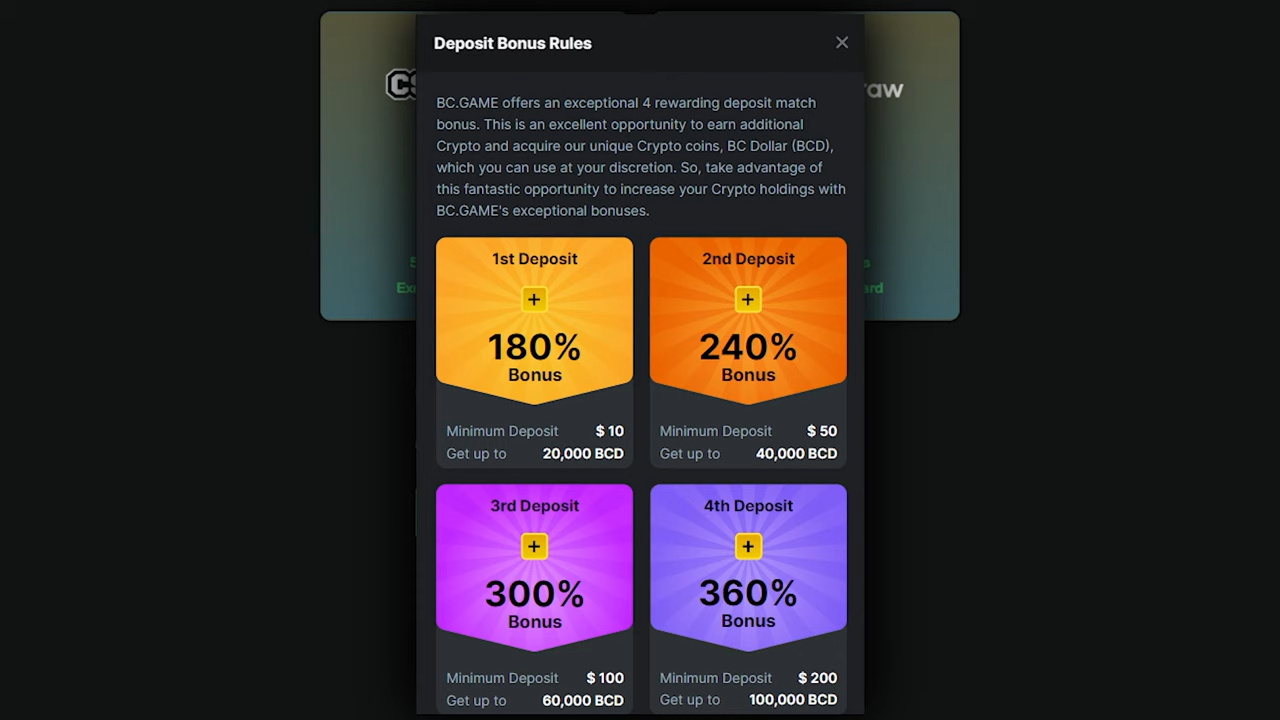 Deposit Bonus Rules
BC.GAME offers an exceptional 4 rewarding deposit match
bonus. This is an excellent opportunity to earn additional
Crypto and acquire our unique Crypto coins, BC Dollar (BCD),
which you can use at your discretion. So, take advantage of
this fantastic opportunity to increase your Crypto holdings with
BC.GAME's exceptional bonuses.
1st Deposit
+
180%
Bonus
Minimum Deposit $ 10
Get up to 20,000 BCD
2nd Deposit
+
240%
Bonus
Minimum Deposit $ 50
Get up to 40,000 BCD
3rd Deposit
+
300%
Bonus
Minimum Deposit $ 100
Get up to 60,000 BCD
4th Deposit
+
360%
Bonus
Minimum Deposit $ 200
Get up to 100,000 BCD